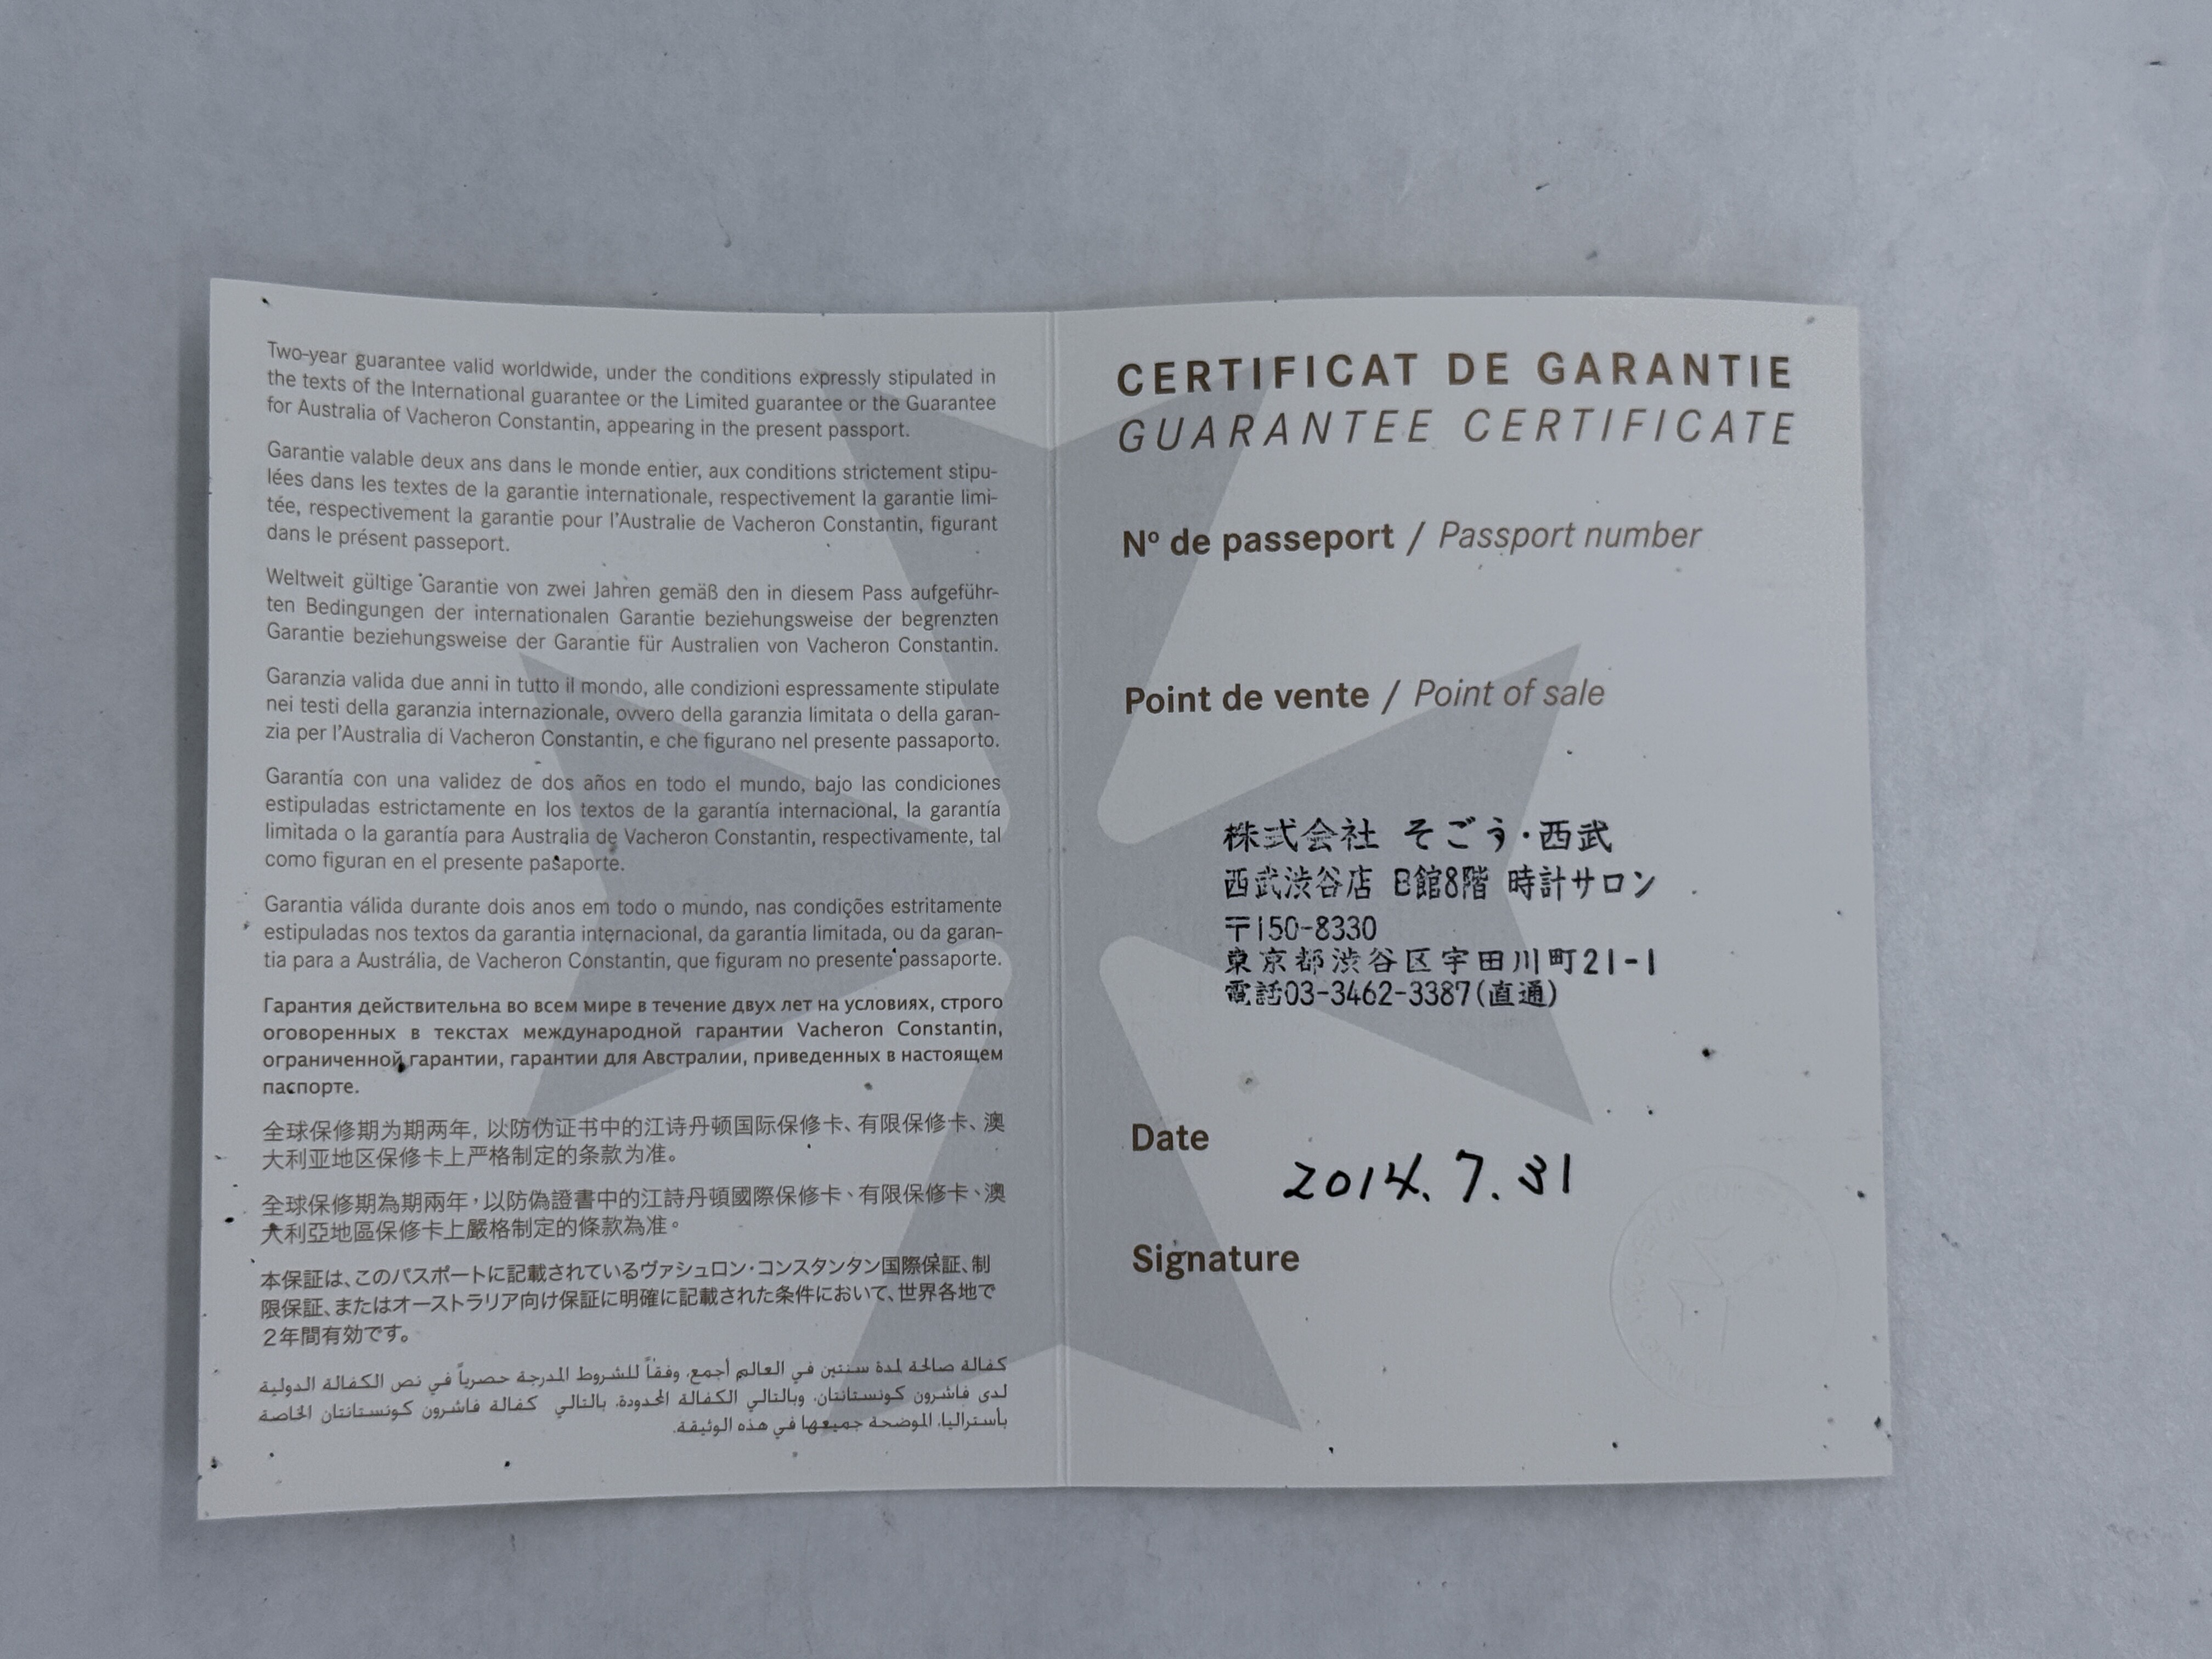 Two-year guarantee valid worldwide, under the conditions expressly stipulated in
the texts of the International guarantee or the Limited guarantee or the Guarantee
for Australia of Vacheron Constantin, appearing in the present passport.
Garantie valable deux ans dans le monde entier, aux conditions strictement stipu-
lées dans les textes de la garantie internationale, respectivement la garantie limi-
tée, respectivement la garantie pour l'Australie de Vacheron Constantin, figurant
dans le présent passeport.
Weltweit gültige Garantie von zwei Jahren gemäß den in diesem Pass aufgeführ-
ten Bedingungen der internationalen Garantie beziehungsweise der begrenzten
Garantie beziehungsweise der Garantie für Australien von Vacheron Constantin.
Garanzia valida due anni in tutto il mondo, alle condizioni espressamente stipulate
nei testi della garanzia internazionale, ovvero della garanzia limitata o della garan-
zia per l'Australia di Vacheron Constantin, e che figurano nel presente passaporto.
Garantía con una validez de dos años en todo el mundo, bajo las condiciones
estipuladas estrictamente en los textos de la garantía internacional, la garantía
limitada o la garantía para Australia de Vacheron Constantin, respectivamente, tal
como figuran en el presente pasaporte.
Garantia válida durante dois anos em todo o mundo, nas condições estritamente
estipuladas nos textos da garantia internacional, da garantia limitada, ou da garan-
tia para a Austrália, de Vacheron Constantin, que figuram no presente passaporte.
Гарантия действительна во всем мире в течение двух лет на условиях, строго
оговоренных в текстах международной гарантии Vacheron Constantin,
ограниченной гарантии, гарантии для Австралии, приведенных в настоящем
паспорте.
全球保修期为期两年, 以防伪证书中的江诗丹顿国际保修卡、有限保修卡、澳
大利亚地区保修卡上严格制定的条款为准。
全球保修期為期兩年，以防偽證書中的江詩丹頓國際保修卡、有限保修卡、澳
大利亞地區保修卡上嚴格制定的條款為准。
本保証は、このパスポートに記載されているヴァシュロン・コンスタンタン国際保証、制
限保証、またはオーストラリア向け保証に明確に記載された条件において、世界各地で
2年間有効です。
كفالة صالحة لمدة سنتين في العالم أجمع، وفقاً للشروط المدرجة حصرياً في نص الكفالة الدولية
لدى فاشرون كونستانتان، وبالتالي الكفالة المحدودة، بالتالي كفالة فاشرون كونستانتان الخاصة
بأستراليا، الموضحة جميعها في هذه الوثيقة.
CERTIFICAT DE GARANTIE
GUARANTEE CERTIFICATE
Nº de passeport / Passport number
Point de vente / Point of sale
株式会社 そごう・西武
西武渋谷店 B館8階 時計サロン
〒150-8330
東京都渋谷区宇田川町21-1
電話03-3462-3387(直通)
Date
2014. 7. 31
Signature